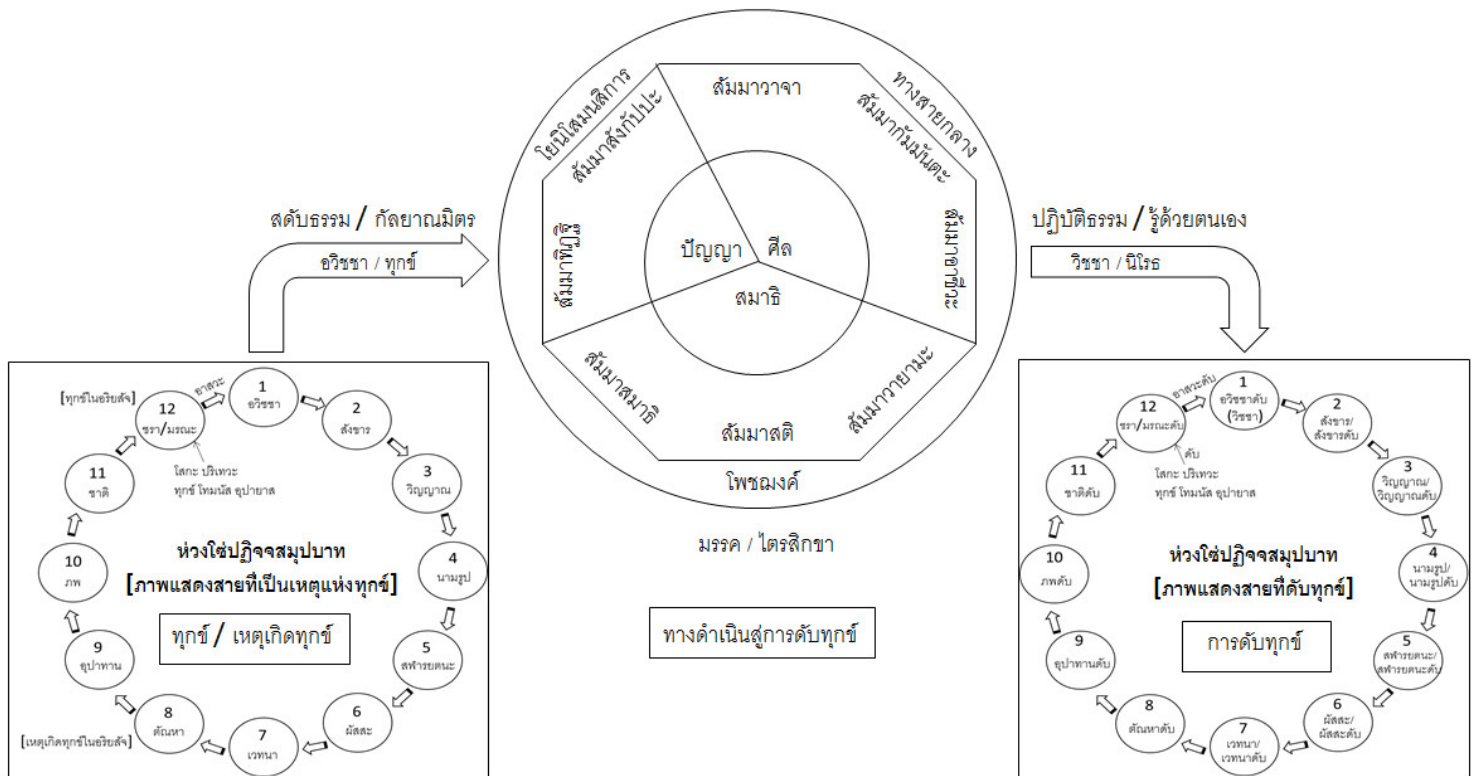 โยนิโสมนสิการ
ทางสายกลาง
สัมมาวาจา
สัมมาสังกัปปะ
สัมมากัมมันตะ
สัมมาทิฏฐิ
สัมมาอาชีวะ
ปัญญา
ศีล
สมาธิ
สัมมาสมาธิ
สัมมาวายามะ
สัมมาสติ
โพชฌงค์
มรรค / ไตรสิกขา
ทางดำเนินสู่การดับทุกข์
สดับธรรม / กัลยาณมิตร
อวิชชา / ทุกข์
ปฏิบัติธรรม / รู้ด้วยตนเอง
วิชชา / นิโรธ
[ทุกข์ในอริยสัจ]
อาสวะ
1
อวิชชา
2
สังขาร
3
วิญญาณ
4
นามรูป
5
สฬารยตนะ
6
ผัสสะ
7
เวทนา
8
ตัณหา
[เหตุเกิดทุกข์ในอริยสัจ]
9
อุปาทาน
10
ภพ
11
ชาติ
12
ชรา/มรณะ
โสกะ ปริเทวะ
ทุกข์ โทมนัส อุปายาส
ห่วงโซ่ปฏิจจสมุปบาท
[ภาพแสดงสายที่เป็นเหตุแห่งทุกข์]
ทุกข์ / เหตุเกิดทุกข์
อาสวะดับ
1
อวิชชาดับ
(วิชชา)
2
สังขาร/
สังขารดับ
3
วิญญาณ/
วิญญาณดับ
4
นามรูป/
นามรูปดับ
5
สฬารยตนะ/
สฬารยตนะดับ
6
ผัสสะ/
ผัสสะดับ
7
เวทนา/
เวทนาดับ
8
ตัณหาดับ
9
อุปาทานดับ
10
ภพดับ
11
ชาติดับ
12
ชรา/มรณะดับ
ดับ
โสกะ ปริเทวะ
ทุกข์ โทมนัส อุปายาส
ห่วงโซ่ปฏิจจสมุปบาท
[ภาพแสดงสายที่ดับทุกข์]
การดับทุกข์